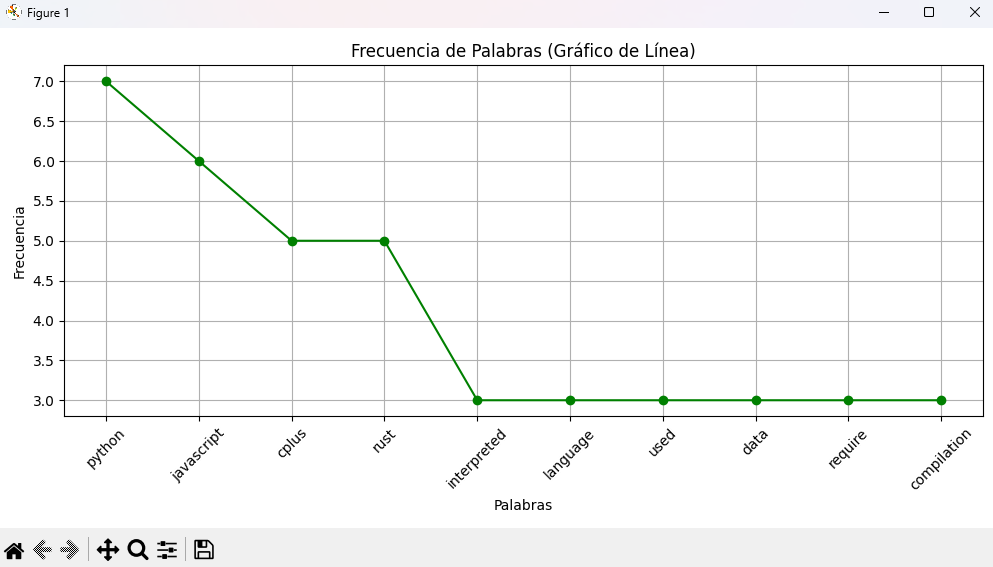 Figure 1
Frecuencia de Palabras (Gráfico de Línea)
7.0
6.5
6.0
5.5
5.0
4.5
4.0
3.5
3.0
Frecuencia
python
javascript
cplus
rust
interpreted
language
used
data
require
compilation
Palabras